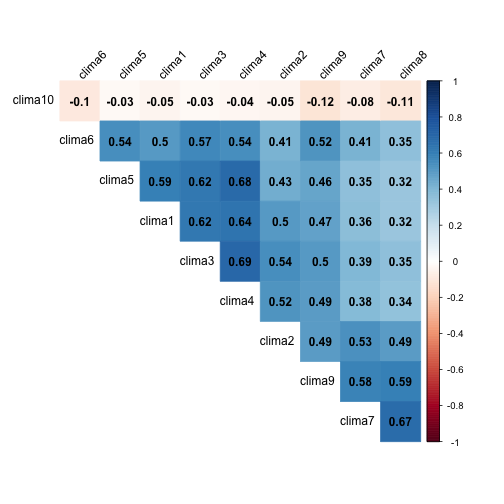 clima6 clima5 clima1 clima3 clima4 clima2 clima9 clima7 clima8
clima10 -0.1 -0.03 -0.05 -0.03 -0.04 -0.05 -0.12 -0.08 -0.11
clima6 0.54 0.5 0.57 0.54 0.41 0.52 0.41 0.35
clima5 0.59 0.62 0.68 0.43 0.46 0.35 0.32
clima1 0.62 0.64 0.5 0.47 0.36 0.32
clima3 0.69 0.54 0.5 0.39 0.35
clima4 0.52 0.49 0.38 0.34
clima2 0.49 0.53 0.49
clima9 0.58 0.59
clima7 0.67
1
0.8
0.6
0.4
0.2
0
-0.2
-0.4
-0.6
-0.8
-1